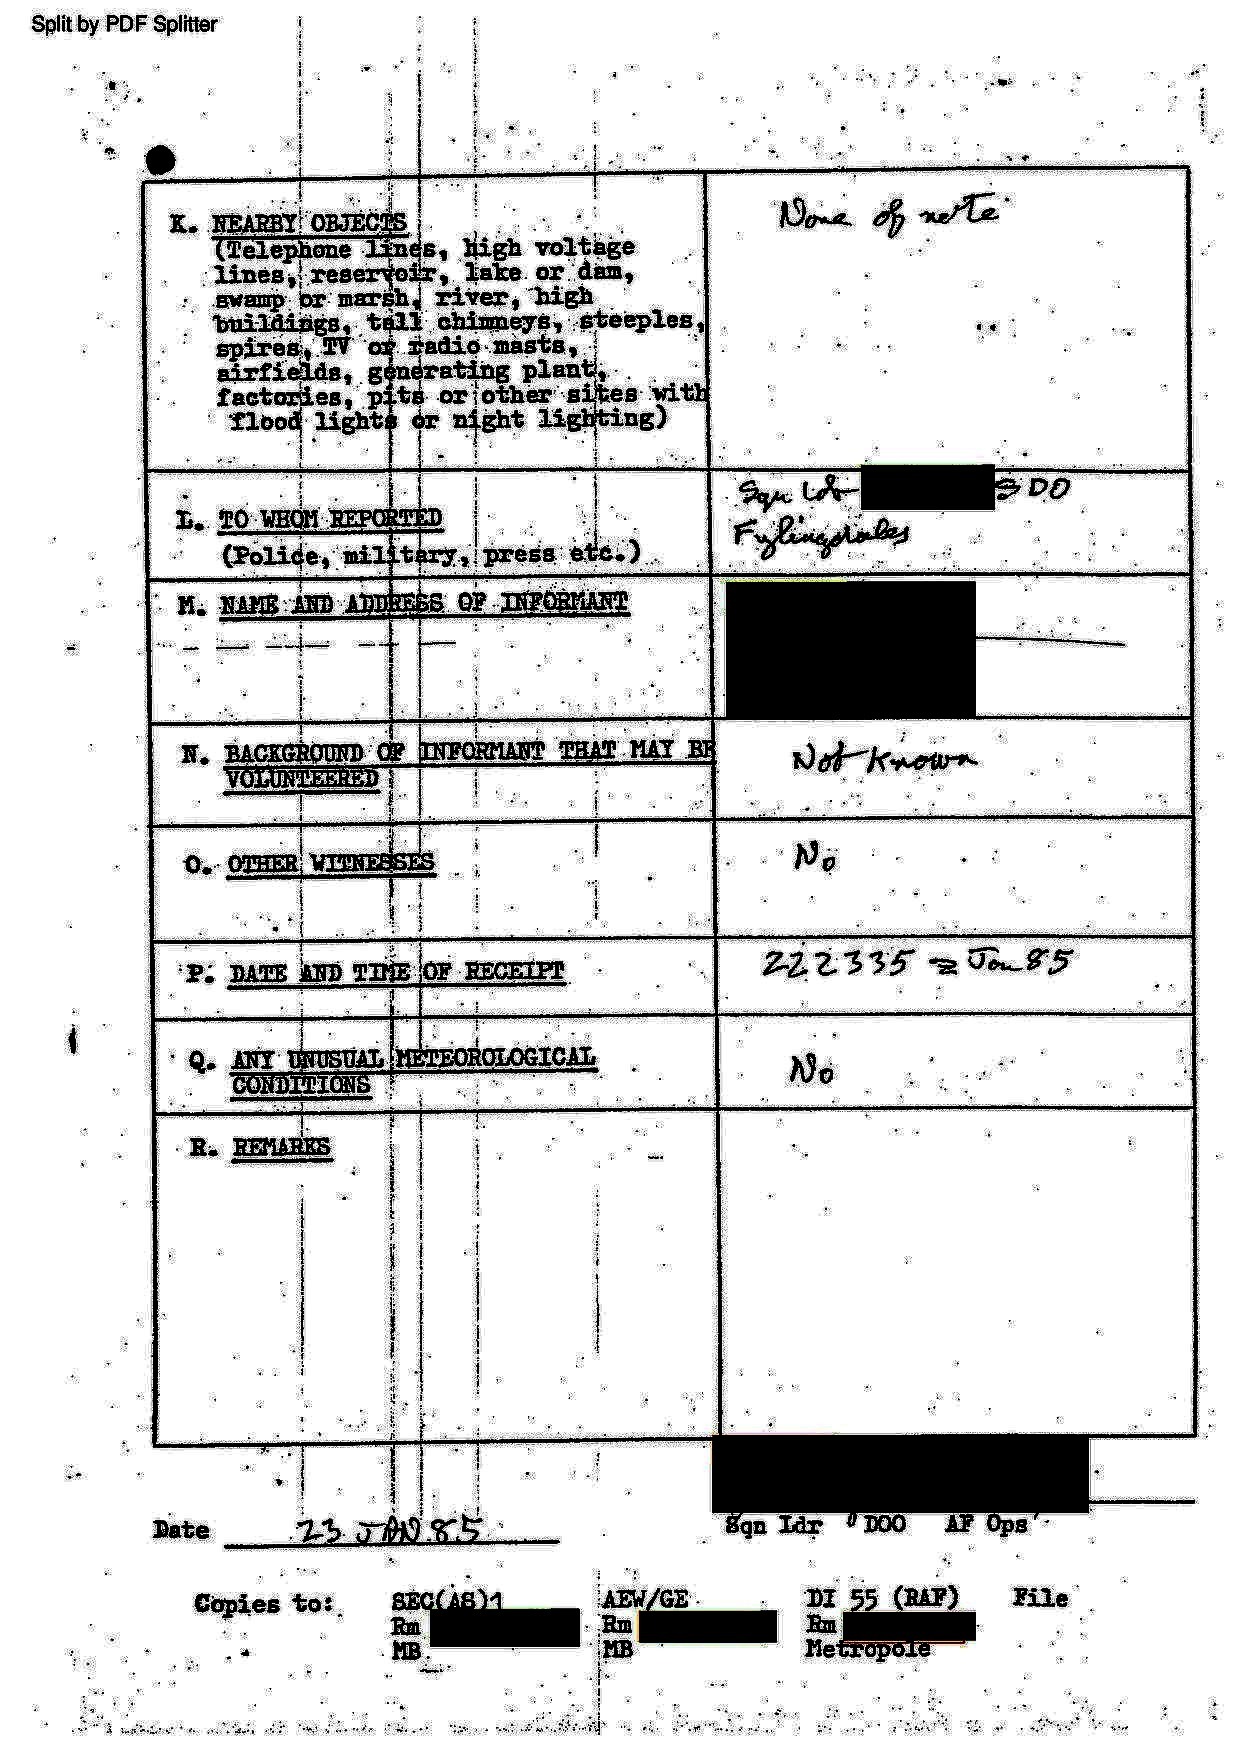 Split by PDF Splitter
K. NEARBY OBJECTS
(Telephone lines, high voltage
lines, reservoir, lake or dam,
swamp or marsh, river, high
buildings, tall chimneys, steeples,
spires, TV or radio masts,
airfields, generating plant,
factories, pits or other sites with
flood lights or night lighting)
None of note
L. TO WHOM REPORTED
(Police, military, press etc.)
Sqn Ldr SDO
Fylingdales
M. NAME AND ADDRESS OF INFORMANT
N. BACKGROUND OF INFORMANT THAT MAY BE
VOLUNTEERED
Not Known
O. OTHER WITNESSES
No
P. DATE AND TIME OF RECEIPT
222335 Z Jan 85
Q. ANY UNUSUAL METEOROLOGICAL
CONDITIONS
No
R. REMARKS
Date 23 JAN 85
Sqn Ldr DOO AF Ops
Copies to: SEC(AS)1 AEW/GE DI 55 (RAF) File
Rm Rm Rm
MB MB Metropole